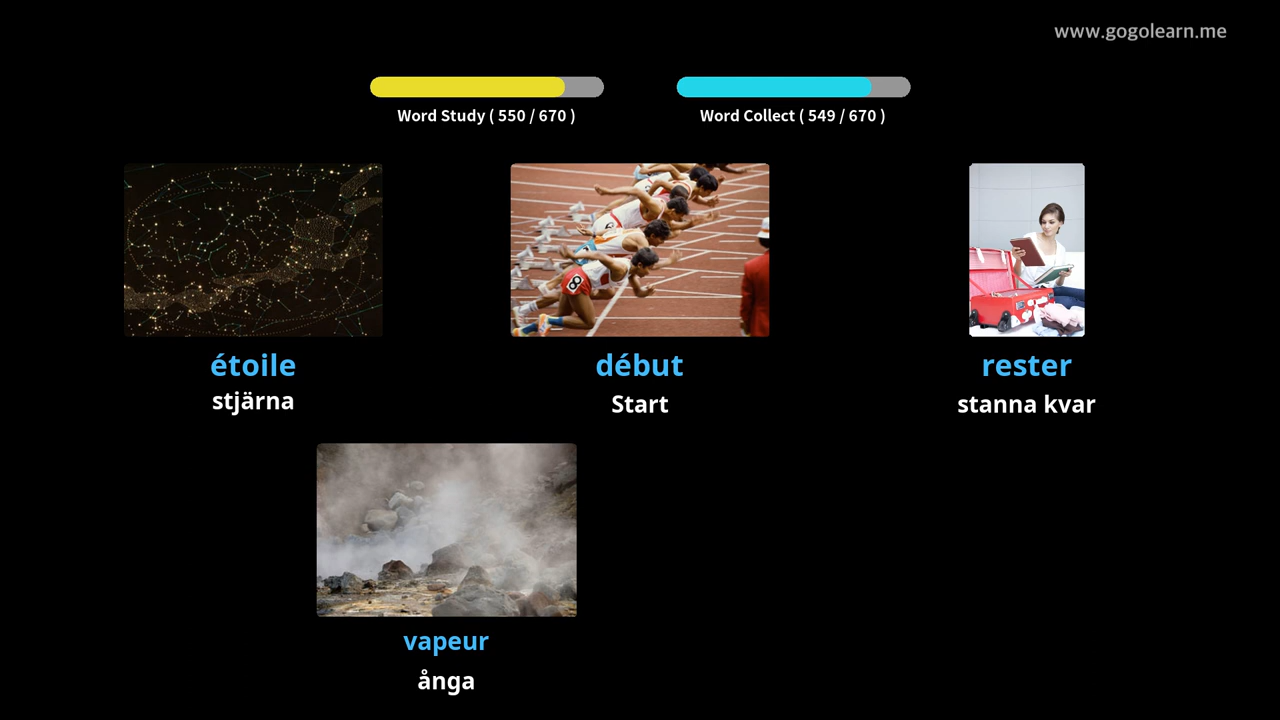 www.gogolearn.me
Word Study ( 550 / 670 )
Word Collect ( 549 / 670 )
étoile
stjärna
début
Start
rester
stanna kvar
vapeur
ånga